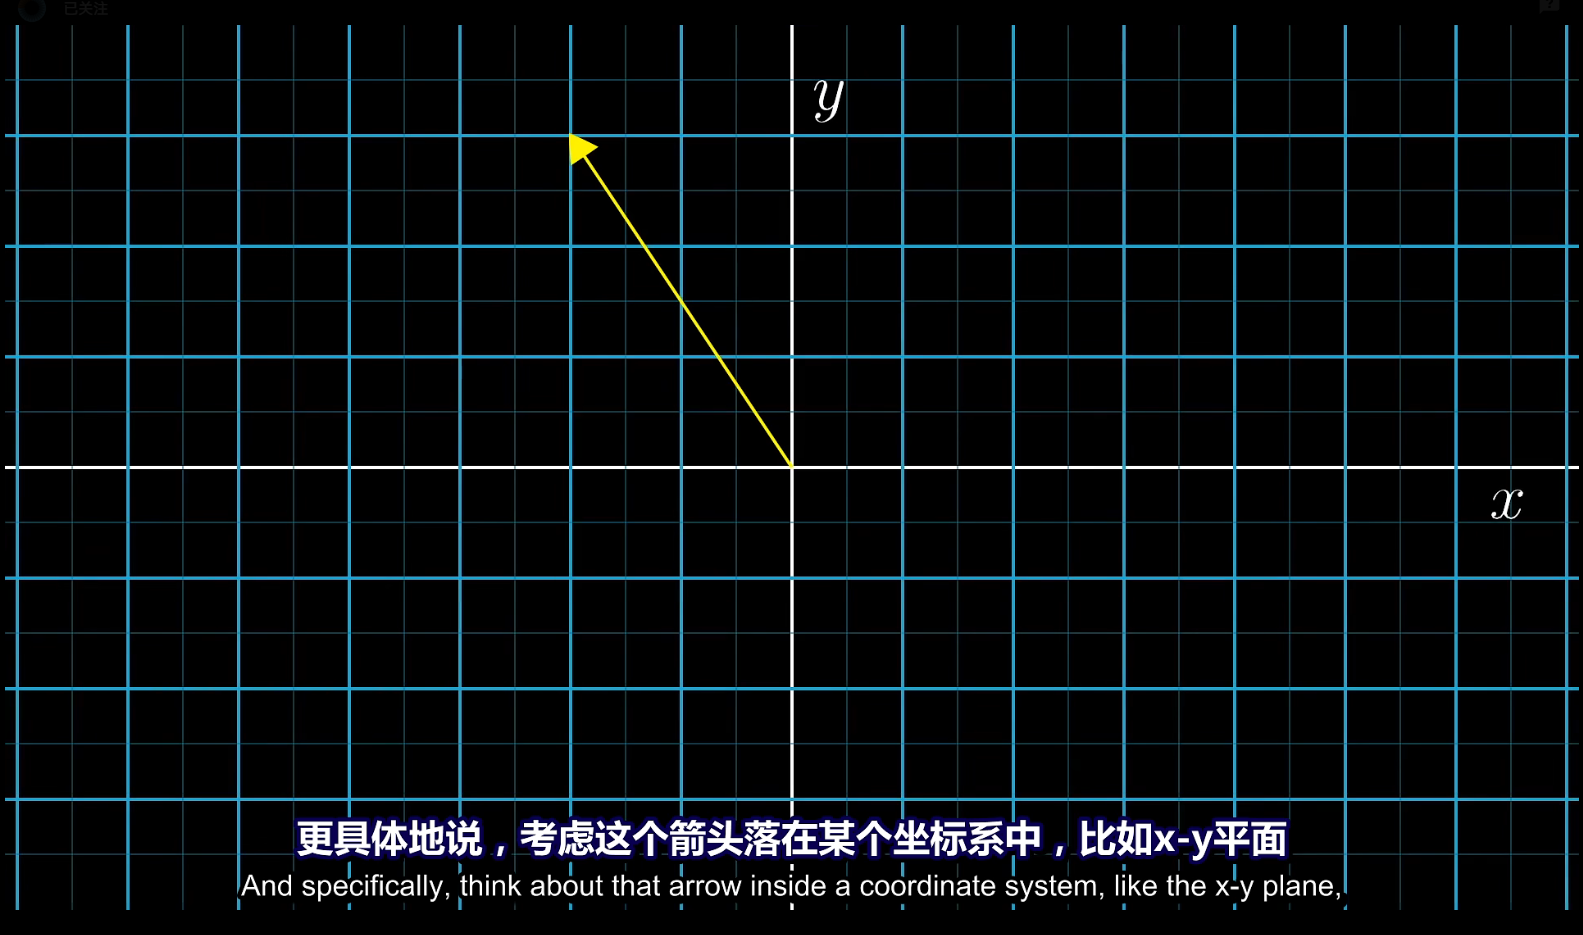 已关注
y
x
更具体地说，考虑这个箭头落在某个坐标系中，比如x-y平面
And specifically, think about that arrow inside a coordinate system, like the x-y plane,